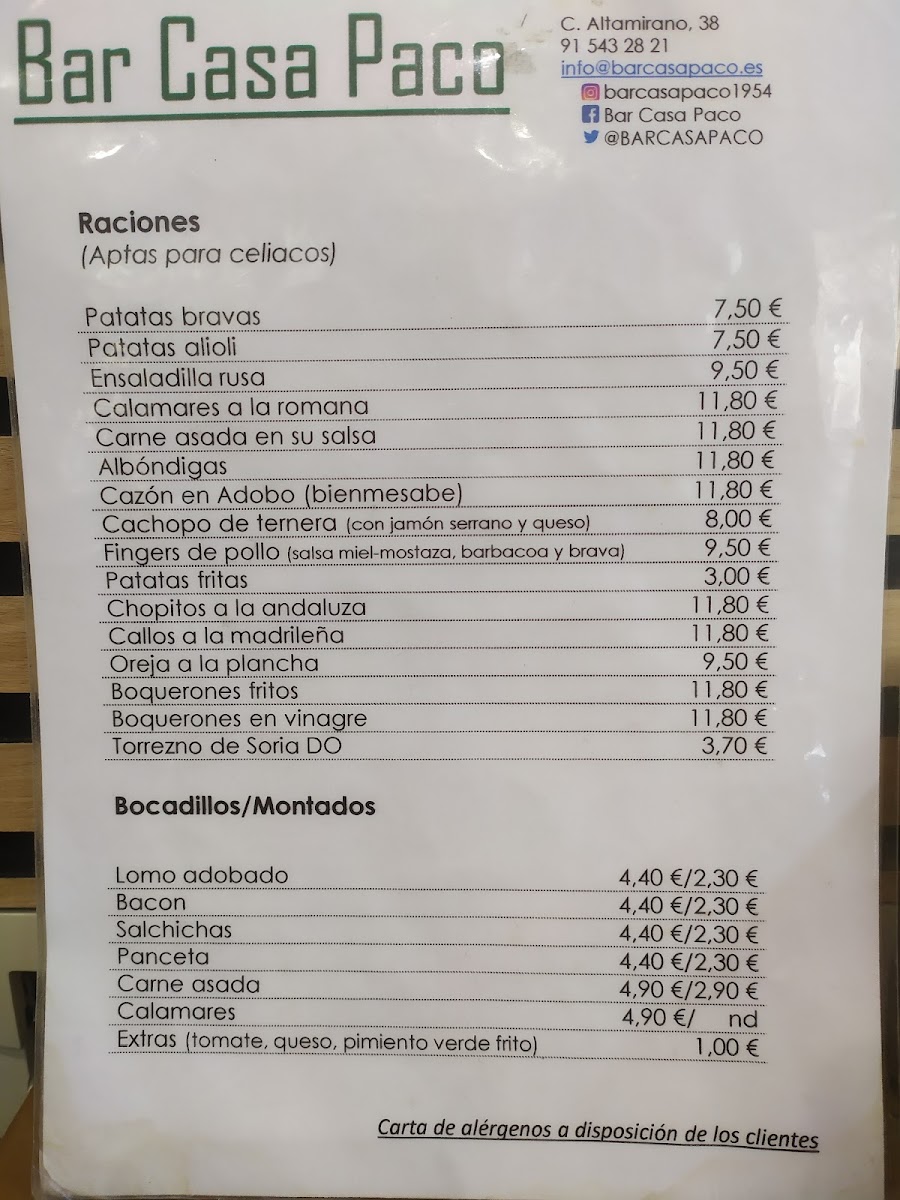 Bar Casa Paco
C. Altamirano, 38
91 543 28 21
info@barcasapaco.es
barcasapaco1954
Bar Casa Paco
@BARCASAPACO
Raciones
(Aptas para celiacos)
Patatas bravas 7,50 €
Patatas alioli 7,50 €
Ensaladilla rusa 9,50 €
Calamares a la romana 11,80 €
Carne asada en su salsa 11,80 €
Albóndigas 11,80 €
Cazón en Adobo (bienmesabe) 11,80 €
Cachopo de ternera (con jamón serrano y queso) 8,00 €
Fingers de pollo (salsa miel-mostaza, barbacoa y brava) 9,50 €
Patatas fritas 3,00 €
Chopitos a la andaluza 11,80 €
Callos a la madrileña 11,80 €
Oreja a la plancha 9,50 €
Boquerones fritos 11,80 €
Boquerones en vinagre 11,80 €
Torrezno de Soria DO 3,70 €
Bocadillos/Montados
Lomo adobado 4,40 €/2,30 €
Bacon 4,40 €/2,30 €
Salchichas 4,40 €/2,30 €
Panceta 4,40 €/2,30 €
Carne asada 4,90 €/2,90 €
Calamares 4,90 €/ nd
Extras (tomate, queso, pimiento verde frito) 1,00 €
Carta de alérgenos a disposición de los clientes